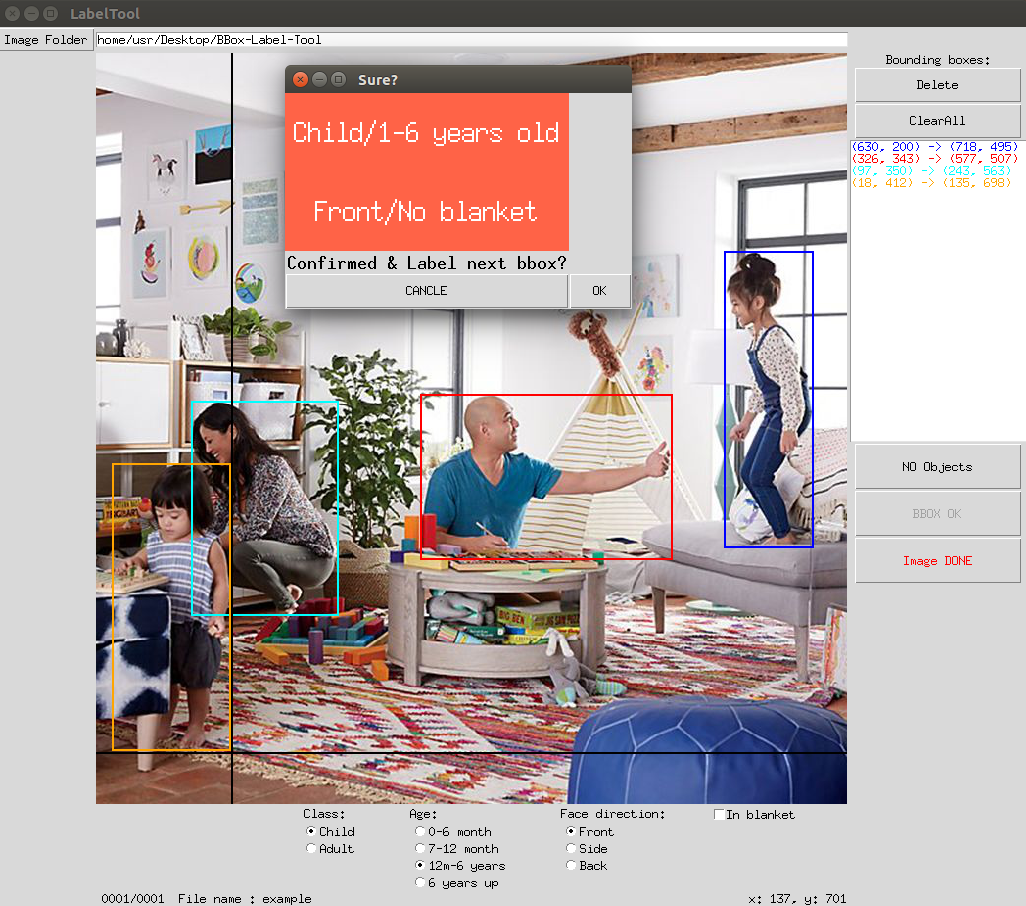 LabelTool
Image Folder
home/usr/Desktop/BBox-Label-Tool
Sure?
Child/1-6 years old
Front/No blanket
Confirmed & Label next bbox?
CANCLE
OK
Bounding boxes:
Delete
ClearAll
(630, 200) -> (718, 495)
(326, 343) -> (577, 507)
(97, 350) -> (243, 563)
(18, 412) -> (135, 698)
NO Objects
BBOX OK
Image DONE
BIG BEN
Class:
Child
Adult
Age:
0-6 month
7-12 month
12m-6 years
6 years up
Face direction:
Front
Side
Back
In blanket
0001/0001
File name : example
x: 137, y: 701